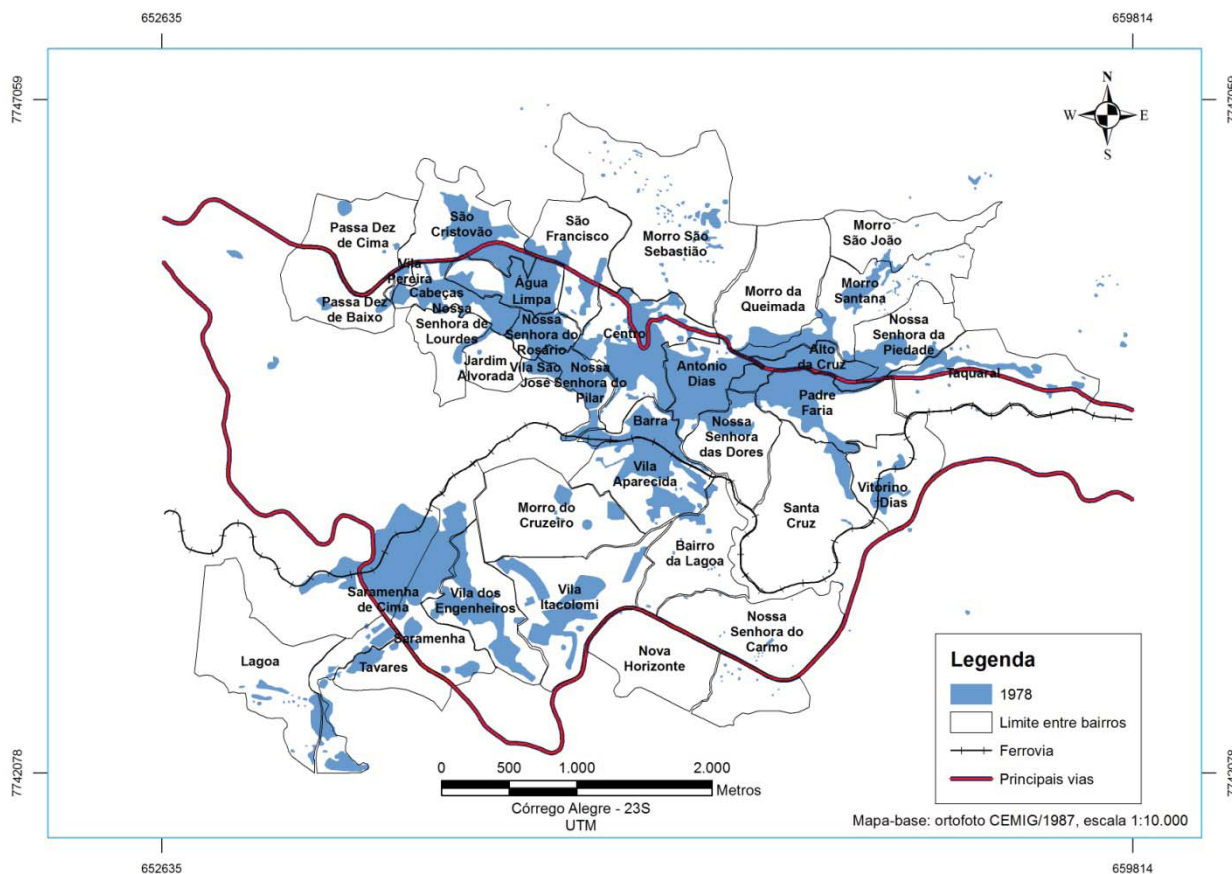 652635
659814
7747059
7747059
N
W
E
S
São
Cristovão
São
Francisco
Passa Dez
de Cima
Morro São
Sebastião
Morro
São João
Vila
Pereira
Água
Limpa
Cabeças
Morro da
Queimada
Morro
Santana
Passa Dez
de Baixo
Nossa
Senhora de
Lourdes
Nossa
Senhora do
Rosário
Centro
Nossa
Senhora da
Piedade
Alto
da Cruz
Jardim
Alvorada
Vila São
José
Nossa
Senhora do
Pilar
Antonio
Dias
Taquaral
Padre
Faria
Barra
Nossa
Senhora
das Dores
Vila
Aparecida
Vitorino
Dias
Morro do
Cruzeiro
Santa
Cruz
Bairro
da Lagoa
Saramenha
de Cima
Vila dos
Engenheiros
Vila
Itacolomi
Saramenha
Nossa
Senhora do
Carmo
Lagoa
Tavares
Nova
Horizonte
Legenda
1978
Limite entre bairros
Ferrovia
Principais vias
0 500 1.000 2.000
Metros
Córrego Alegre - 23S
UTM
Mapa-base: ortofoto CEMIG/1987, escala 1:10.000
7742078
7742078
652635
659814